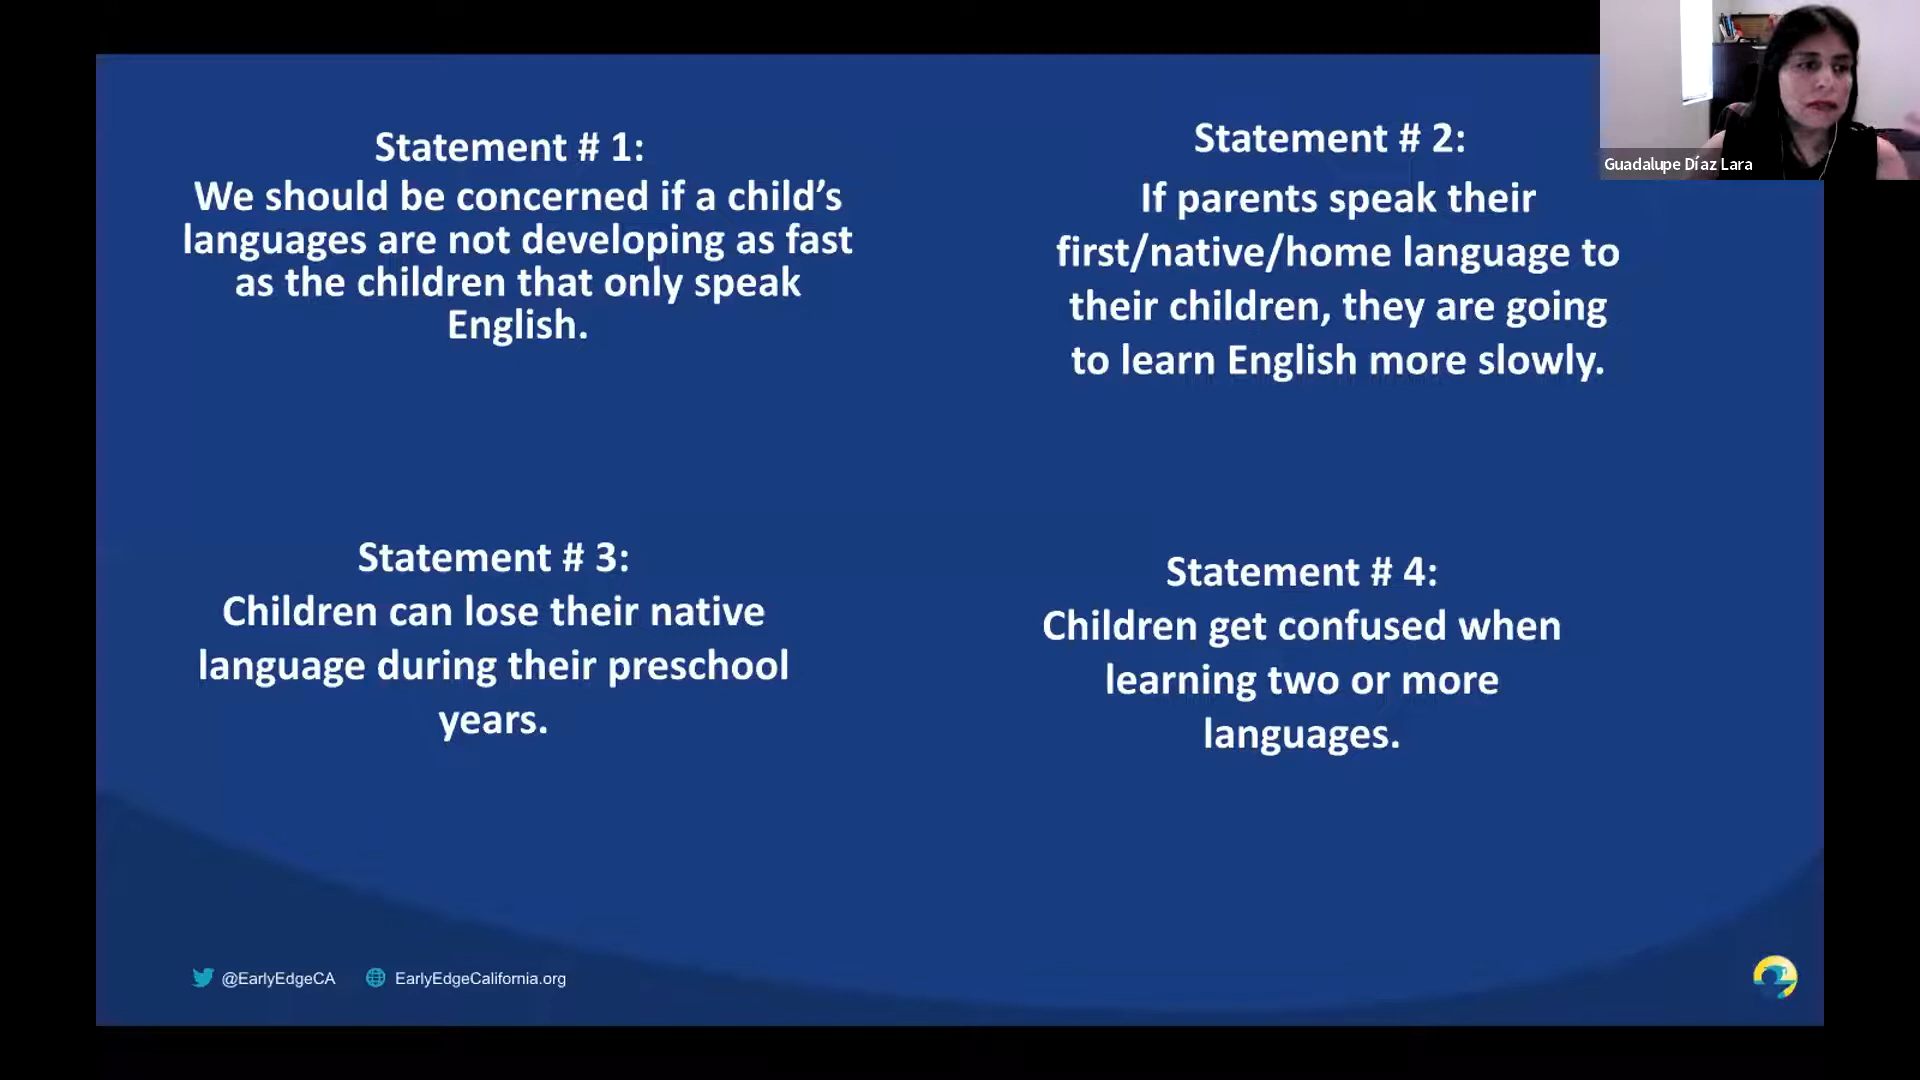 Statement # 1:
We should be concerned if a child’s
languages are not developing as fast
as the children that only speak
English.
Statement # 2:
If parents speak their
first/native/home language to
their children, they are going
to learn English more slowly.
Guadalupe Díaz Lara
Statement # 3:
Children can lose their native
language during their preschool
years.
Statement # 4:
Children get confused when
learning two or more
languages.
@EarlyEdgeCA
EarlyEdgeCalifornia.org